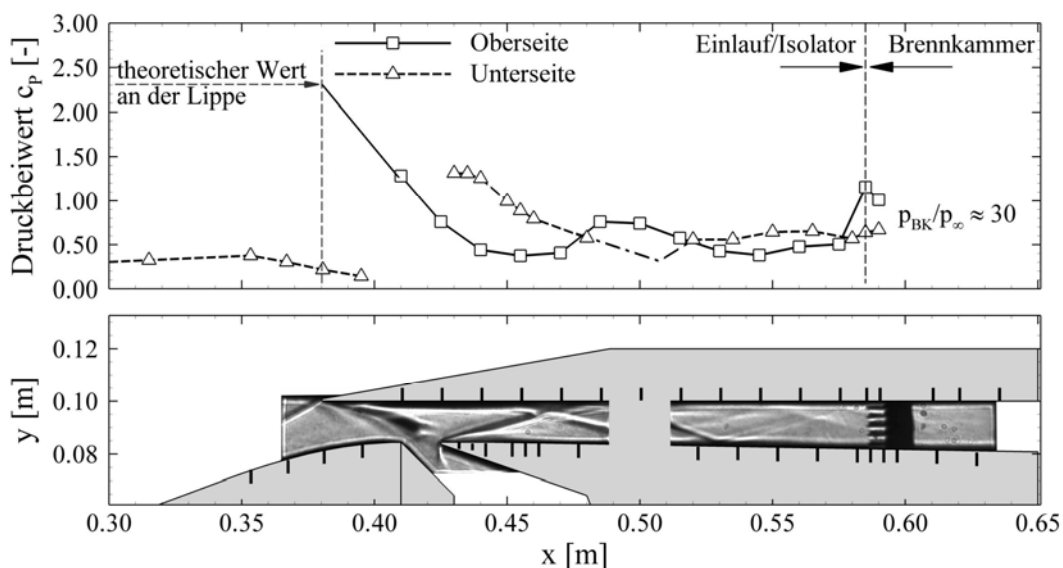 3.00
2.50
2.00
1.50
1.00
0.50
0.00
Druckbeiwert c_P [-]
Oberseite
Unterseite
theoretischer Wert
an der Lippe
Einlauf/Isolator
Brennkammer
p_BK/p_∞ ≈ 30
0.12
0.10
0.08
y [m]
0.30 0.35 0.40 0.45 0.50 0.55 0.60 0.65
x [m]